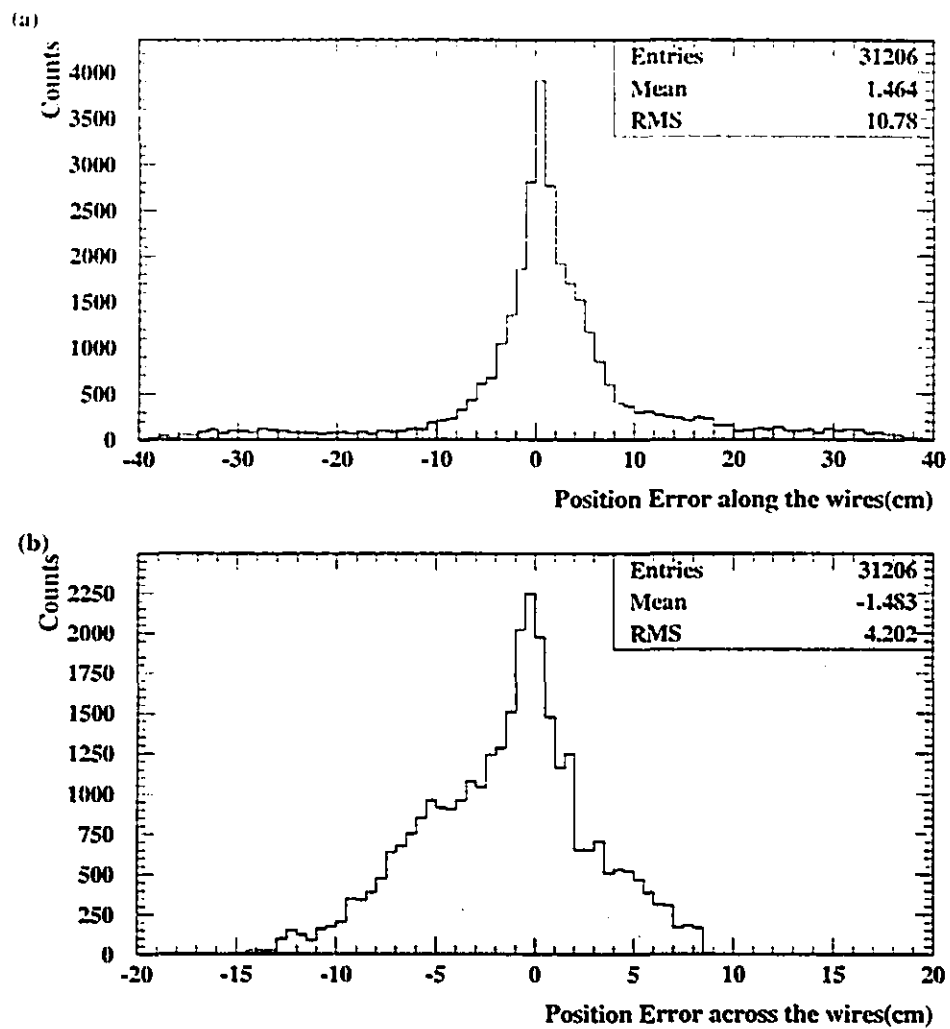 (a)
Counts
4000
3500
3000
2500
2000
1500
1000
500
0
Entries 31206
Mean 1.464
RMS 10.78
-40 -30 -20 -10 0 10 20 30 40
Position Error along the wires(cm)
(b)
Counts
2250
2000
1750
1500
1250
1000
750
500
250
0
Entries 31206
Mean -1.483
RMS 4.202
-20 -15 -10 -5 0 5 10 15 20
Position Error across the wires(cm)